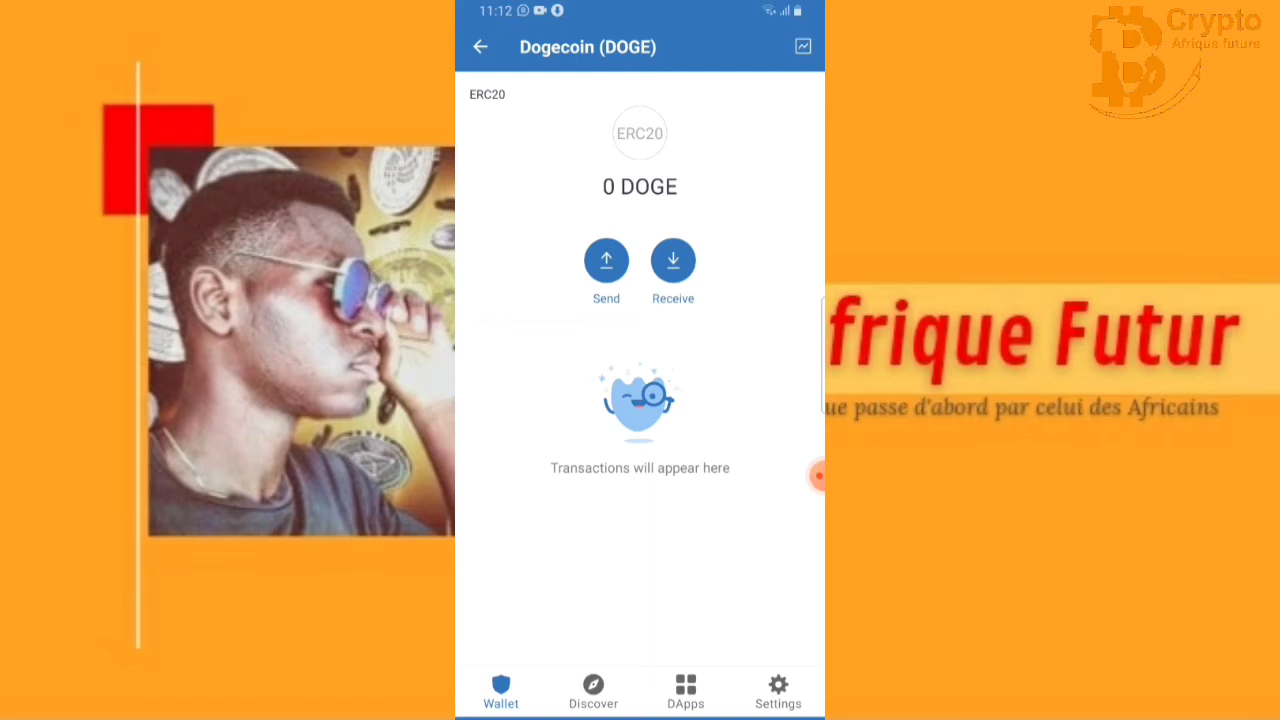 11:12
Dogecoin (DOGE)
Crypto
Afrique future
ERC20
ERC20
0 DOGE
Send
Receive
frique Futur
ue passe d'abord par celui des Africains
Transactions will appear here
Wallet
Discover
DApps
Settings